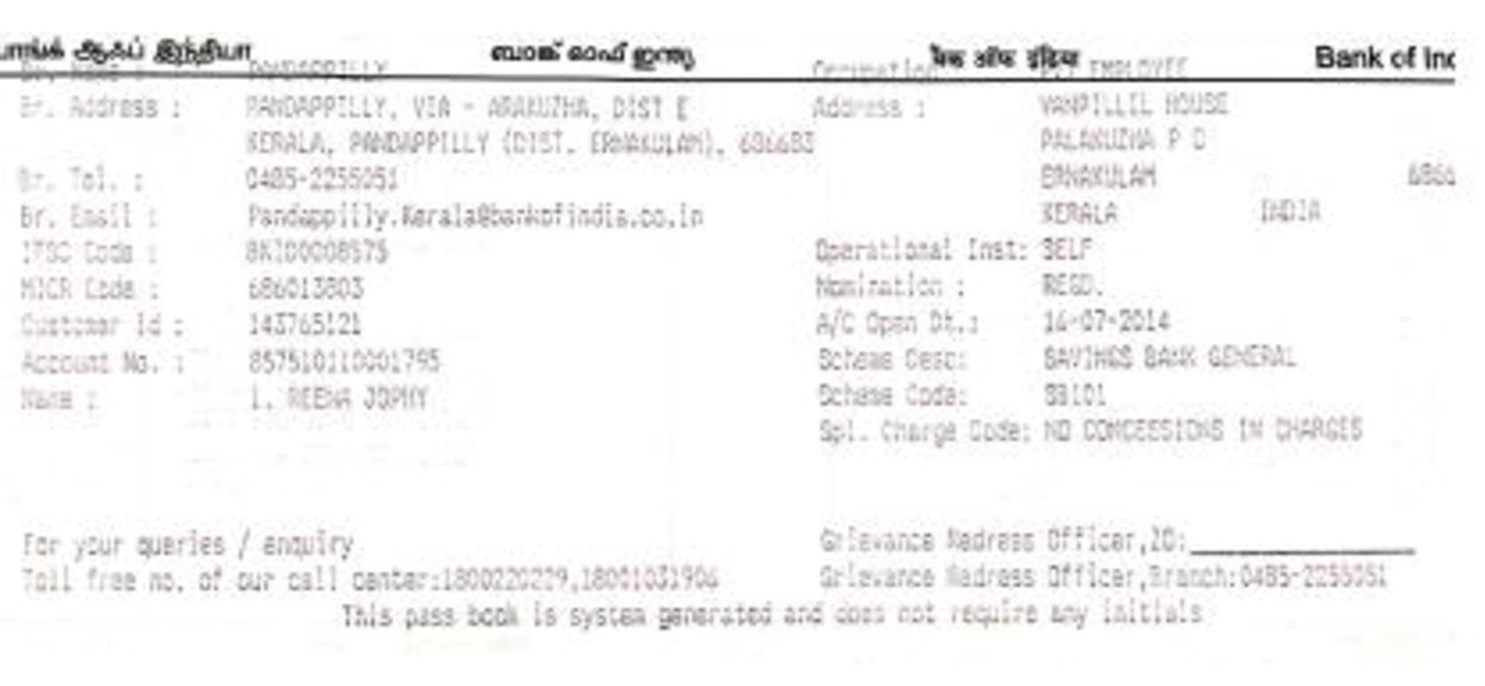 ஆஃப் இந்தியா ബാങ്ക് ഓഫ് ഇന്ത്യ बैंक ऑफ इंडिया Bank of Inc
Br. Name : PANDAPPILLY Occupation : EMPLOYEE
Br. Address : PANDAPPILLY, VIA - ARAKUZHA, DIST E Address : VANPILLIL HOUSE
KERALA, PANDAPPILLY (DIST. ERNAKULAM), 686683 PALAKUZHA P O
Br. Tel. : 0485-2255051 ERNAKULAM 6866
Br. Email : Pandappilly.Kerala@bankofindia.co.in KERALA INDIA
IFSC Code : BKID0008575 Operational Inst: SELF
MICR Code : 686013803 Nomination : REGD.
Customer Id : 143765121 A/C Open Dt.: 16-07-2014
Account No. : 857510110001795 Scheme Desc: SAVINGS BANK GENERAL
Name : 1. REENA JOPHY Scheme Code: SB101
Spl. Charge Code: NO CONCESSIONS IN CHARGES
For your queries / enquiry Grievance Redress Officer,ZO:
Toll free no. of our call center:1800220229,18001031906 Grievance Redress Officer,Branch:0485-2255051
This pass book is system generated and does not require any initials